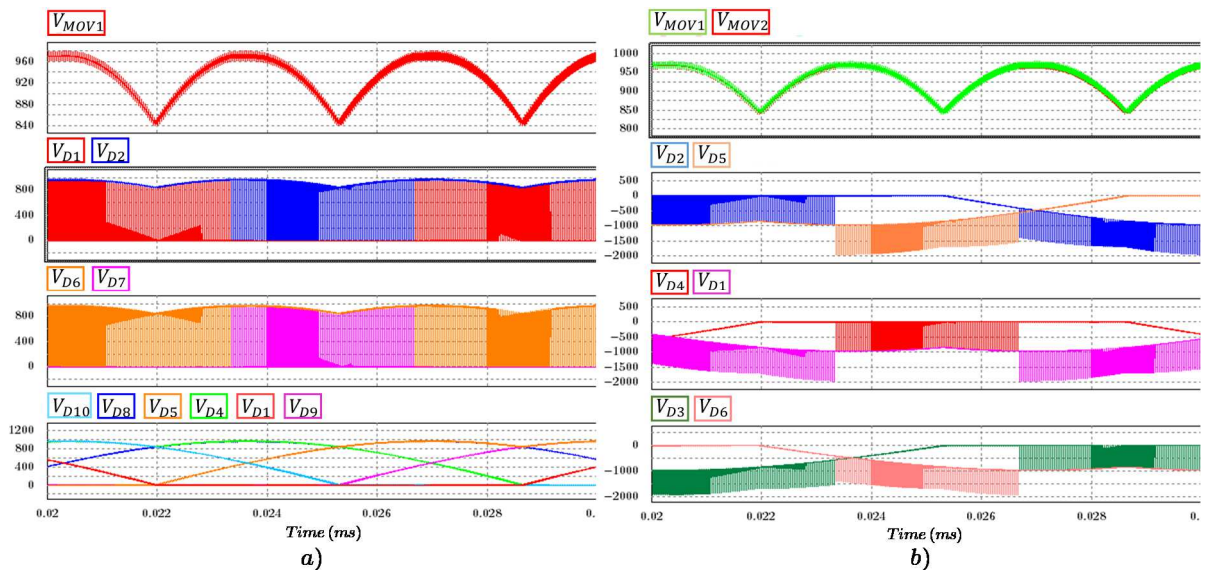 V_MOV1
960
920
880
840
V_D1 V_D2
800
400
0
V_D6 V_D7
800
400
0
V_D10 V_D8 V_D5 V_D4 V_D1 V_D9
1200
800
400
0
0.02 0.022 0.024 0.026 0.028 0.
Time (ms)
a)
V_MOV1 V_MOV2
1000
950
900
850
800
V_D2 V_D5
500
0
-500
-1000
-1500
-2000
V_D4 V_D1
500
0
-500
-1000
-1500
-2000
V_D3 V_D6
0
-1000
-2000
0.02 0.022 0.024 0.026 0.028 0.
Time (ms)
b)